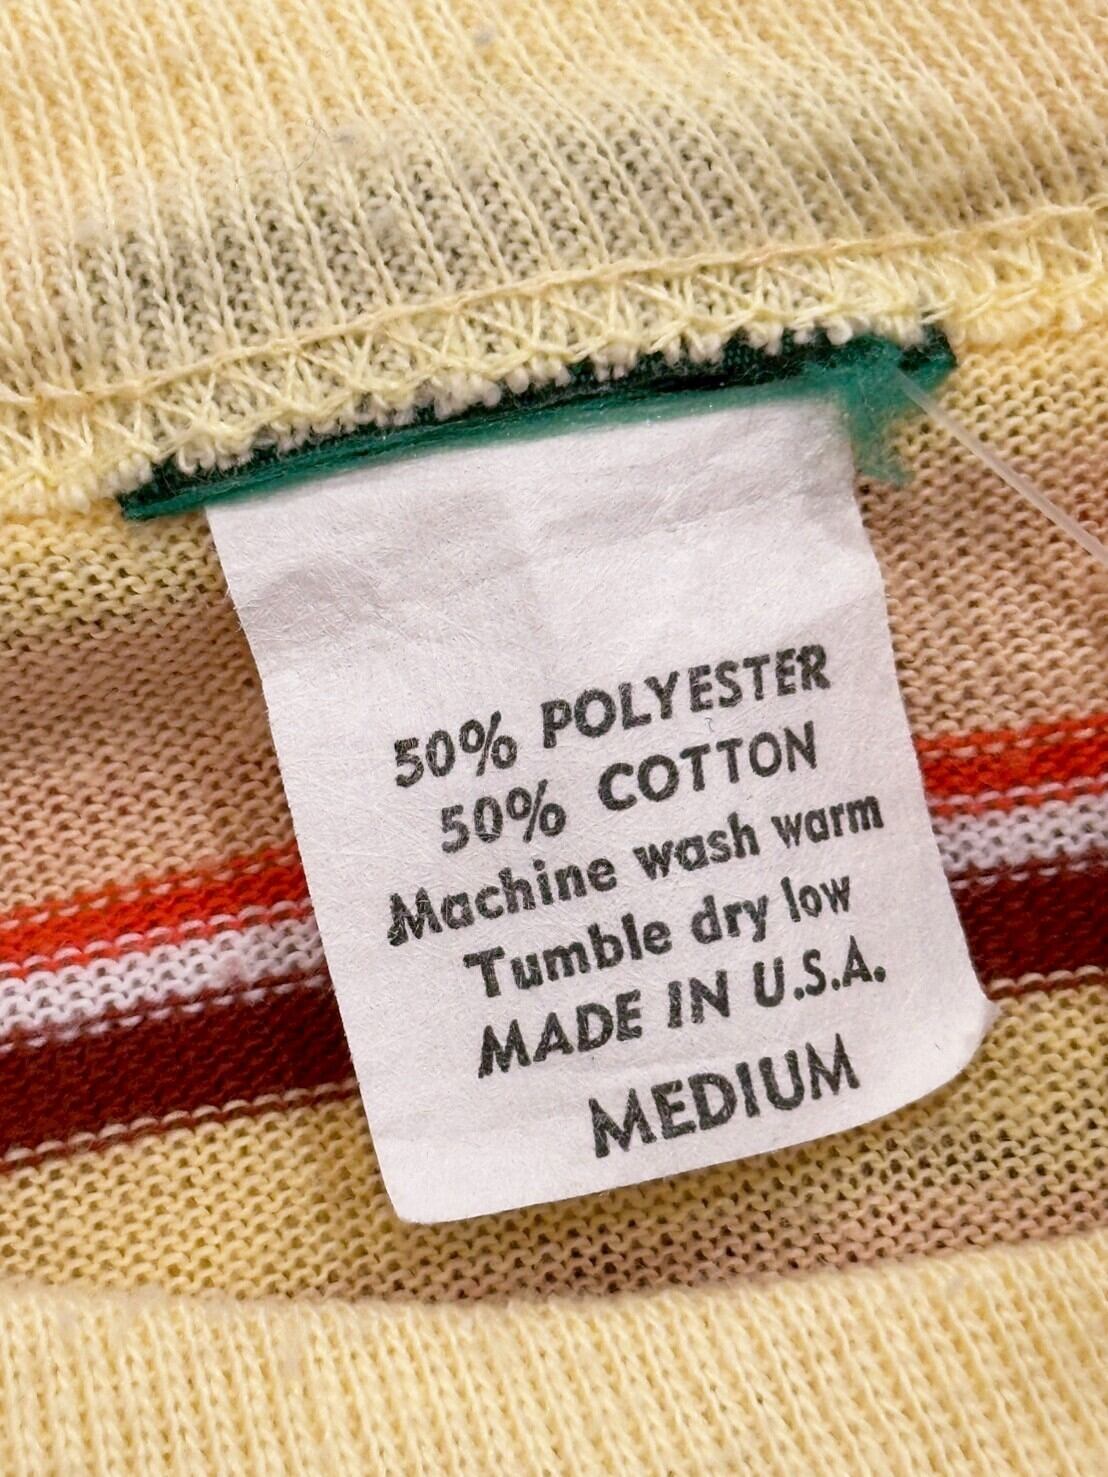 50% POLYESTER
50% COTTON
Machine wash warm
Tumble dry low
MADE IN U.S.A.
MEDIUM